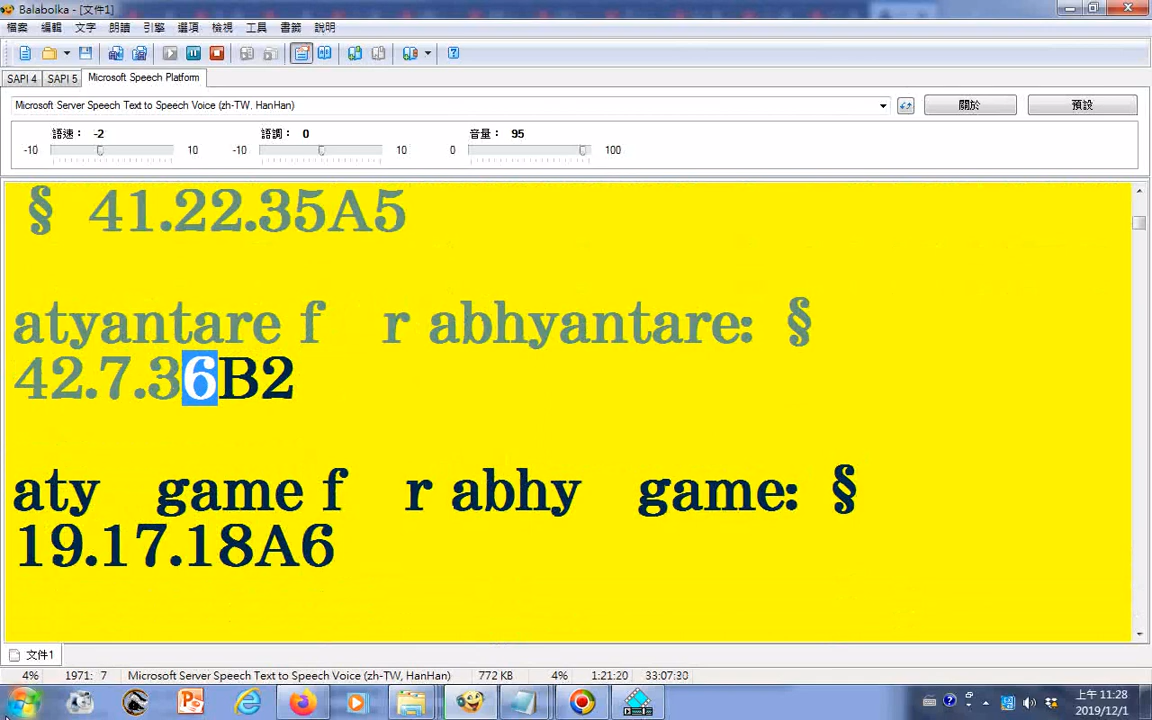 Balabolka - [文件1]
檔案 編輯 文字 朗讀 引擎 選項 檢視 工具 書籤 說明
SAPI 4 SAPI 5 Microsoft Speech Platform
Microsoft Server Speech Text to Speech Voice (zh-TW, HanHan) 關於 預設
語速： -2 語調： 0 音量： 95
-10 10 -10 10 0 100
§ 41.22.35A5
atyantare f r abhyantare: §
42.7.36B2
aty game f r abhy game: §
19.17.18A6
文件1
4% 1971: 7 Microsoft Server Speech Text to Speech Voice (zh-TW, HanHan) 772 KB 4% 1:21:20 33:07:30
上午 11:28
2019/12/1